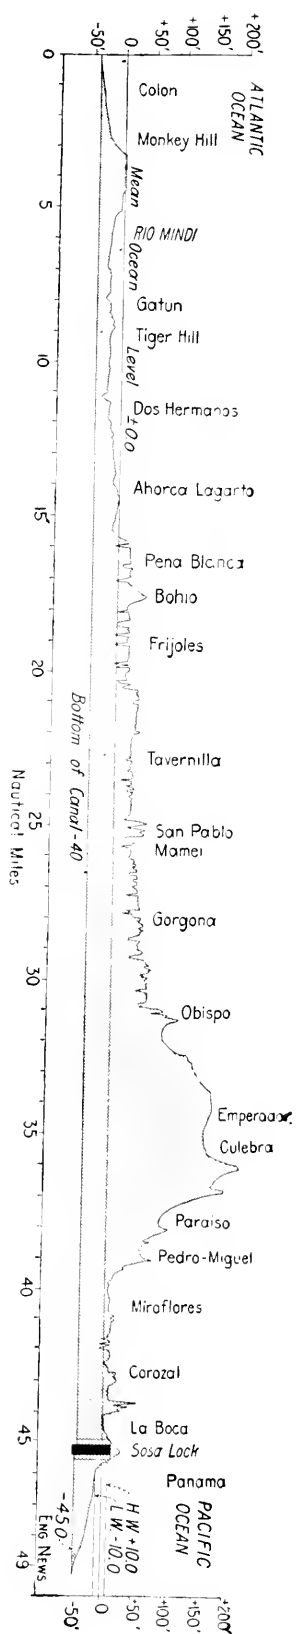 +200'
+100'
0
-50'
ATLANTIC
OCEAN
Colon
Monkey Hill
Mean Ocean Level ±0.0
RIO MINDI
Gatun
Tiger Hill
Dos Hermanos
Ahorca Lagarto
Pena Blanca
Bohio
Frijoles
Tavernilla
San Pablo
Mamei
Gorgona
Obispo
Emperador
Culebra
Paraiso
Pedro-Miguel
Miraflores
Corozal
La Boca
Sosa Lock
Panama
PACIFIC
OCEAN
H W +10.0
L W. -10.0
-45.0
Bottom of Canal -40
0
5
10
15
20
25
30
35
40
45
49
Nautical Miles
ENG. NEWS
-50'
0
+50'
+100'
+200'